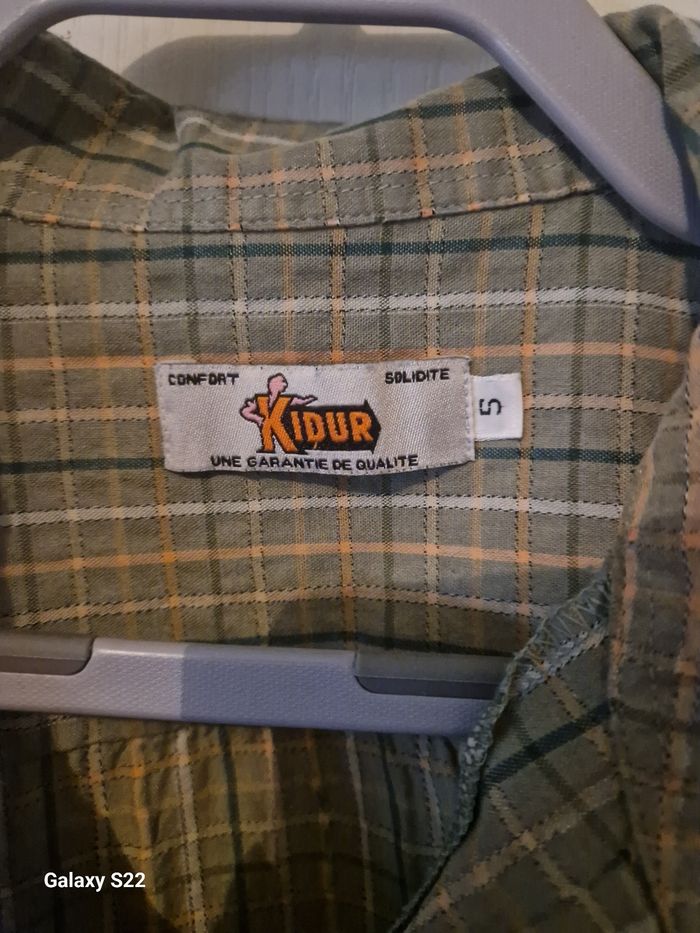 CONFORT SOLIDITE
KIDUR
UNE GARANTIE DE QUALITE
5
Galaxy S22